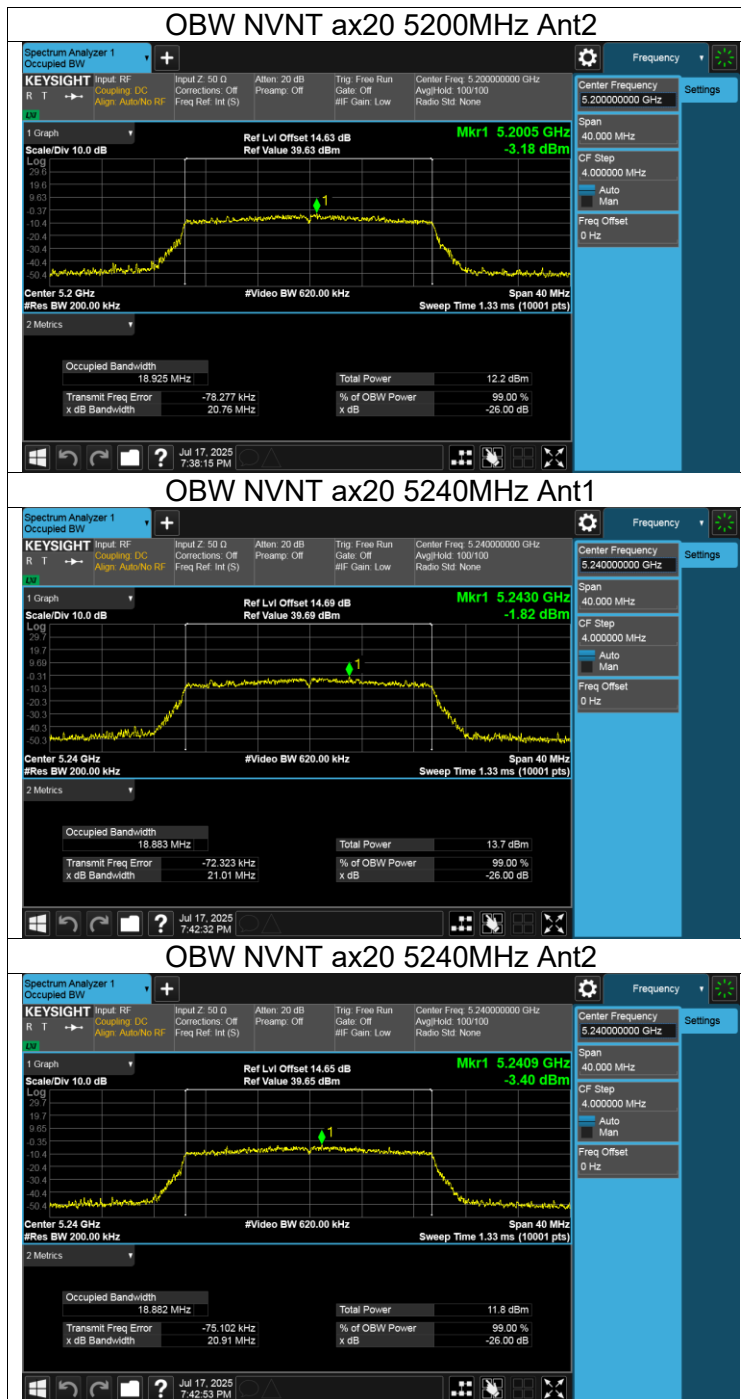 OBW NVNT ax20 5200MHz Ant2
Spectrum Analyzer 1
Occupied BW
+
Frequency
KEYSIGHT Input: RF Input Z: 50 Ω Atten: 20 dB Trig: Free Run Center Freq: 5.200000000 GHz
R T Coupling: DC Corrections: Off Preamp: Off Gate: Off Avg|Hold: 100/100
Align: Auto/No RF Freq Ref: Int (S) #IF Gain: Low Radio Std: None
LXI
Center Frequency
5.200000000 GHz
Settings
Span
40.000 MHz
CF Step
4.000000 MHz
Auto
Man
Freq Offset
0 Hz
1 Graph
Ref Lvl Offset 14.63 dB Mkr1 5.2005 GHz
Scale/Div 10.0 dB Ref Value 39.63 dBm -3.18 dBm
Log
29.6
19.6
9.63
-0.37
-10.4
-20.4
-30.4
-40.4
-50.4
1
Center 5.2 GHz #Video BW 620.00 kHz Span 40 MHz
#Res BW 200.00 kHz Sweep Time 1.33 ms (1001 pts)
2 Metrics
Occupied Bandwidth
18.925 MHz Total Power 12.2 dBm
Transmit Freq Error -78.277 kHz % of OBW Power 99.00 %
x dB Bandwidth 20.76 MHz x dB -26.00 dB
? Jul 17, 2025
7:38:15 PM
OBW NVNT ax20 5240MHz Ant1
Spectrum Analyzer 1
Occupied BW
+
Frequency
KEYSIGHT Input: RF Input Z: 50 Ω Atten: 20 dB Trig: Free Run Center Freq: 5.240000000 GHz
R T Coupling: DC Corrections: Off Preamp: Off Gate: Off Avg|Hold: 100/100
Align: Auto/No RF Freq Ref: Int (S) #IF Gain: Low Radio Std: None
LXI
Center Frequency
5.240000000 GHz
Settings
Span
40.000 MHz
CF Step
4.000000 MHz
Auto
Man
Freq Offset
0 Hz
1 Graph
Ref Lvl Offset 14.69 dB Mkr1 5.2430 GHz
Scale/Div 10.0 dB Ref Value 39.69 dBm -1.82 dBm
Log
29.7
19.7
9.69
-0.31
-10.3
-20.3
-30.3
-40.3
-50.3
1
Center 5.24 GHz #Video BW 620.00 kHz Span 40 MHz
#Res BW 200.00 kHz Sweep Time 1.33 ms (10001 pts)
2 Metrics
Occupied Bandwidth
18.883 MHz Total Power 13.7 dBm
Transmit Freq Error -72.323 kHz % of OBW Power 99.00 %
x dB Bandwidth 21.01 MHz x dB -26.00 dB
? Jul 17, 2025
7:42:32 PM
OBW NVNT ax20 5240MHz Ant2
Spectrum Analyzer 1
Occupied BW
+
Frequency
KEYSIGHT Input: RF Input Z: 50 Ω Atten: 20 dB Trig: Free Run Center Freq: 5.240000000 GHz
R T Coupling: DC Corrections: Off Preamp: Off Gate: Off Avg|Hold: 100/100
Align: Auto/No RF Freq Ref: Int (S) #IF Gain: Low Radio Std: None
LXI
Center Frequency
5.240000000 GHz
Settings
Span
40.000 MHz
CF Step
4.000000 MHz
Auto
Man
Freq Offset
0 Hz
1 Graph
Ref Lvl Offset 14.65 dB Mkr1 5.2409 GHz
Scale/Div 10.0 dB Ref Value 39.65 dBm -3.40 dBm
Log
29.7
19.7
9.65
-0.35
-10.4
-20.4
-30.4
-40.4
-50.4
1
Center 5.24 GHz #Video BW 620.00 kHz Span 40 MHz
#Res BW 200.00 kHz Sweep Time 1.33 ms (10001 pts)
2 Metrics
Occupied Bandwidth
18.882 MHz Total Power 11.8 dBm
Transmit Freq Error -75.102 kHz % of OBW Power 99.00 %
x dB Bandwidth 20.91 MHz x dB -26.00 dB
? Jul 17, 2025
7:42:53 PM